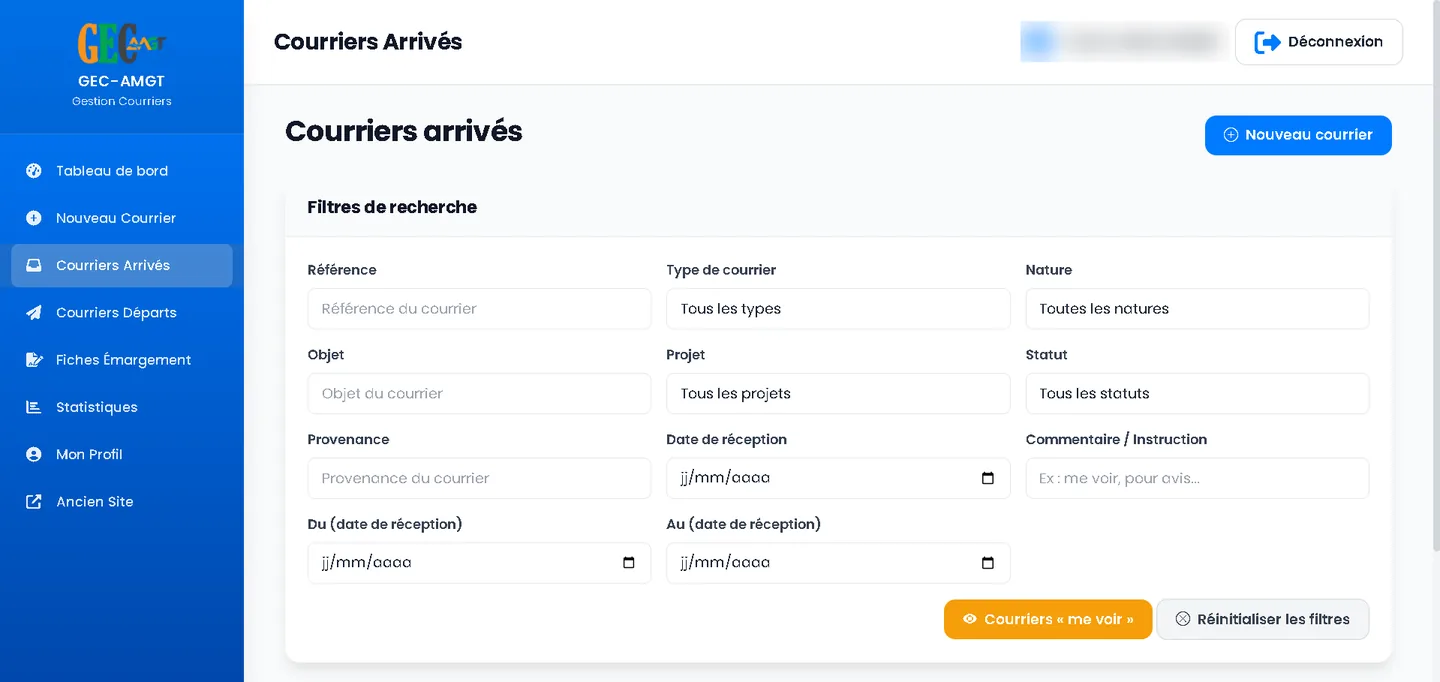 GEC AMGT
GEC-AMGT
Gestion Courriers
Tableau de bord
Nouveau Courrier
Courriers Arrivés
Courriers Départs
Fiches Émargement
Statistiques
Mon Profil
Ancien Site
Courriers Arrivés
Déconnexion
Courriers arrivés
Nouveau courrier
Filtres de recherche
Référence
Type de courrier
Nature
Référence du courrier
Tous les types
Toutes les natures
Objet
Projet
Statut
Objet du courrier
Tous les projets
Tous les statuts
Provenance
Date de réception
Commentaire / Instruction
Provenance du courrier
jj/mm/aaaa
Ex : me voir, pour avis...
Du (date de réception)
Au (date de réception)
jj/mm/aaaa
jj/mm/aaaa
Courriers « me voir »
Réinitialiser les filtres